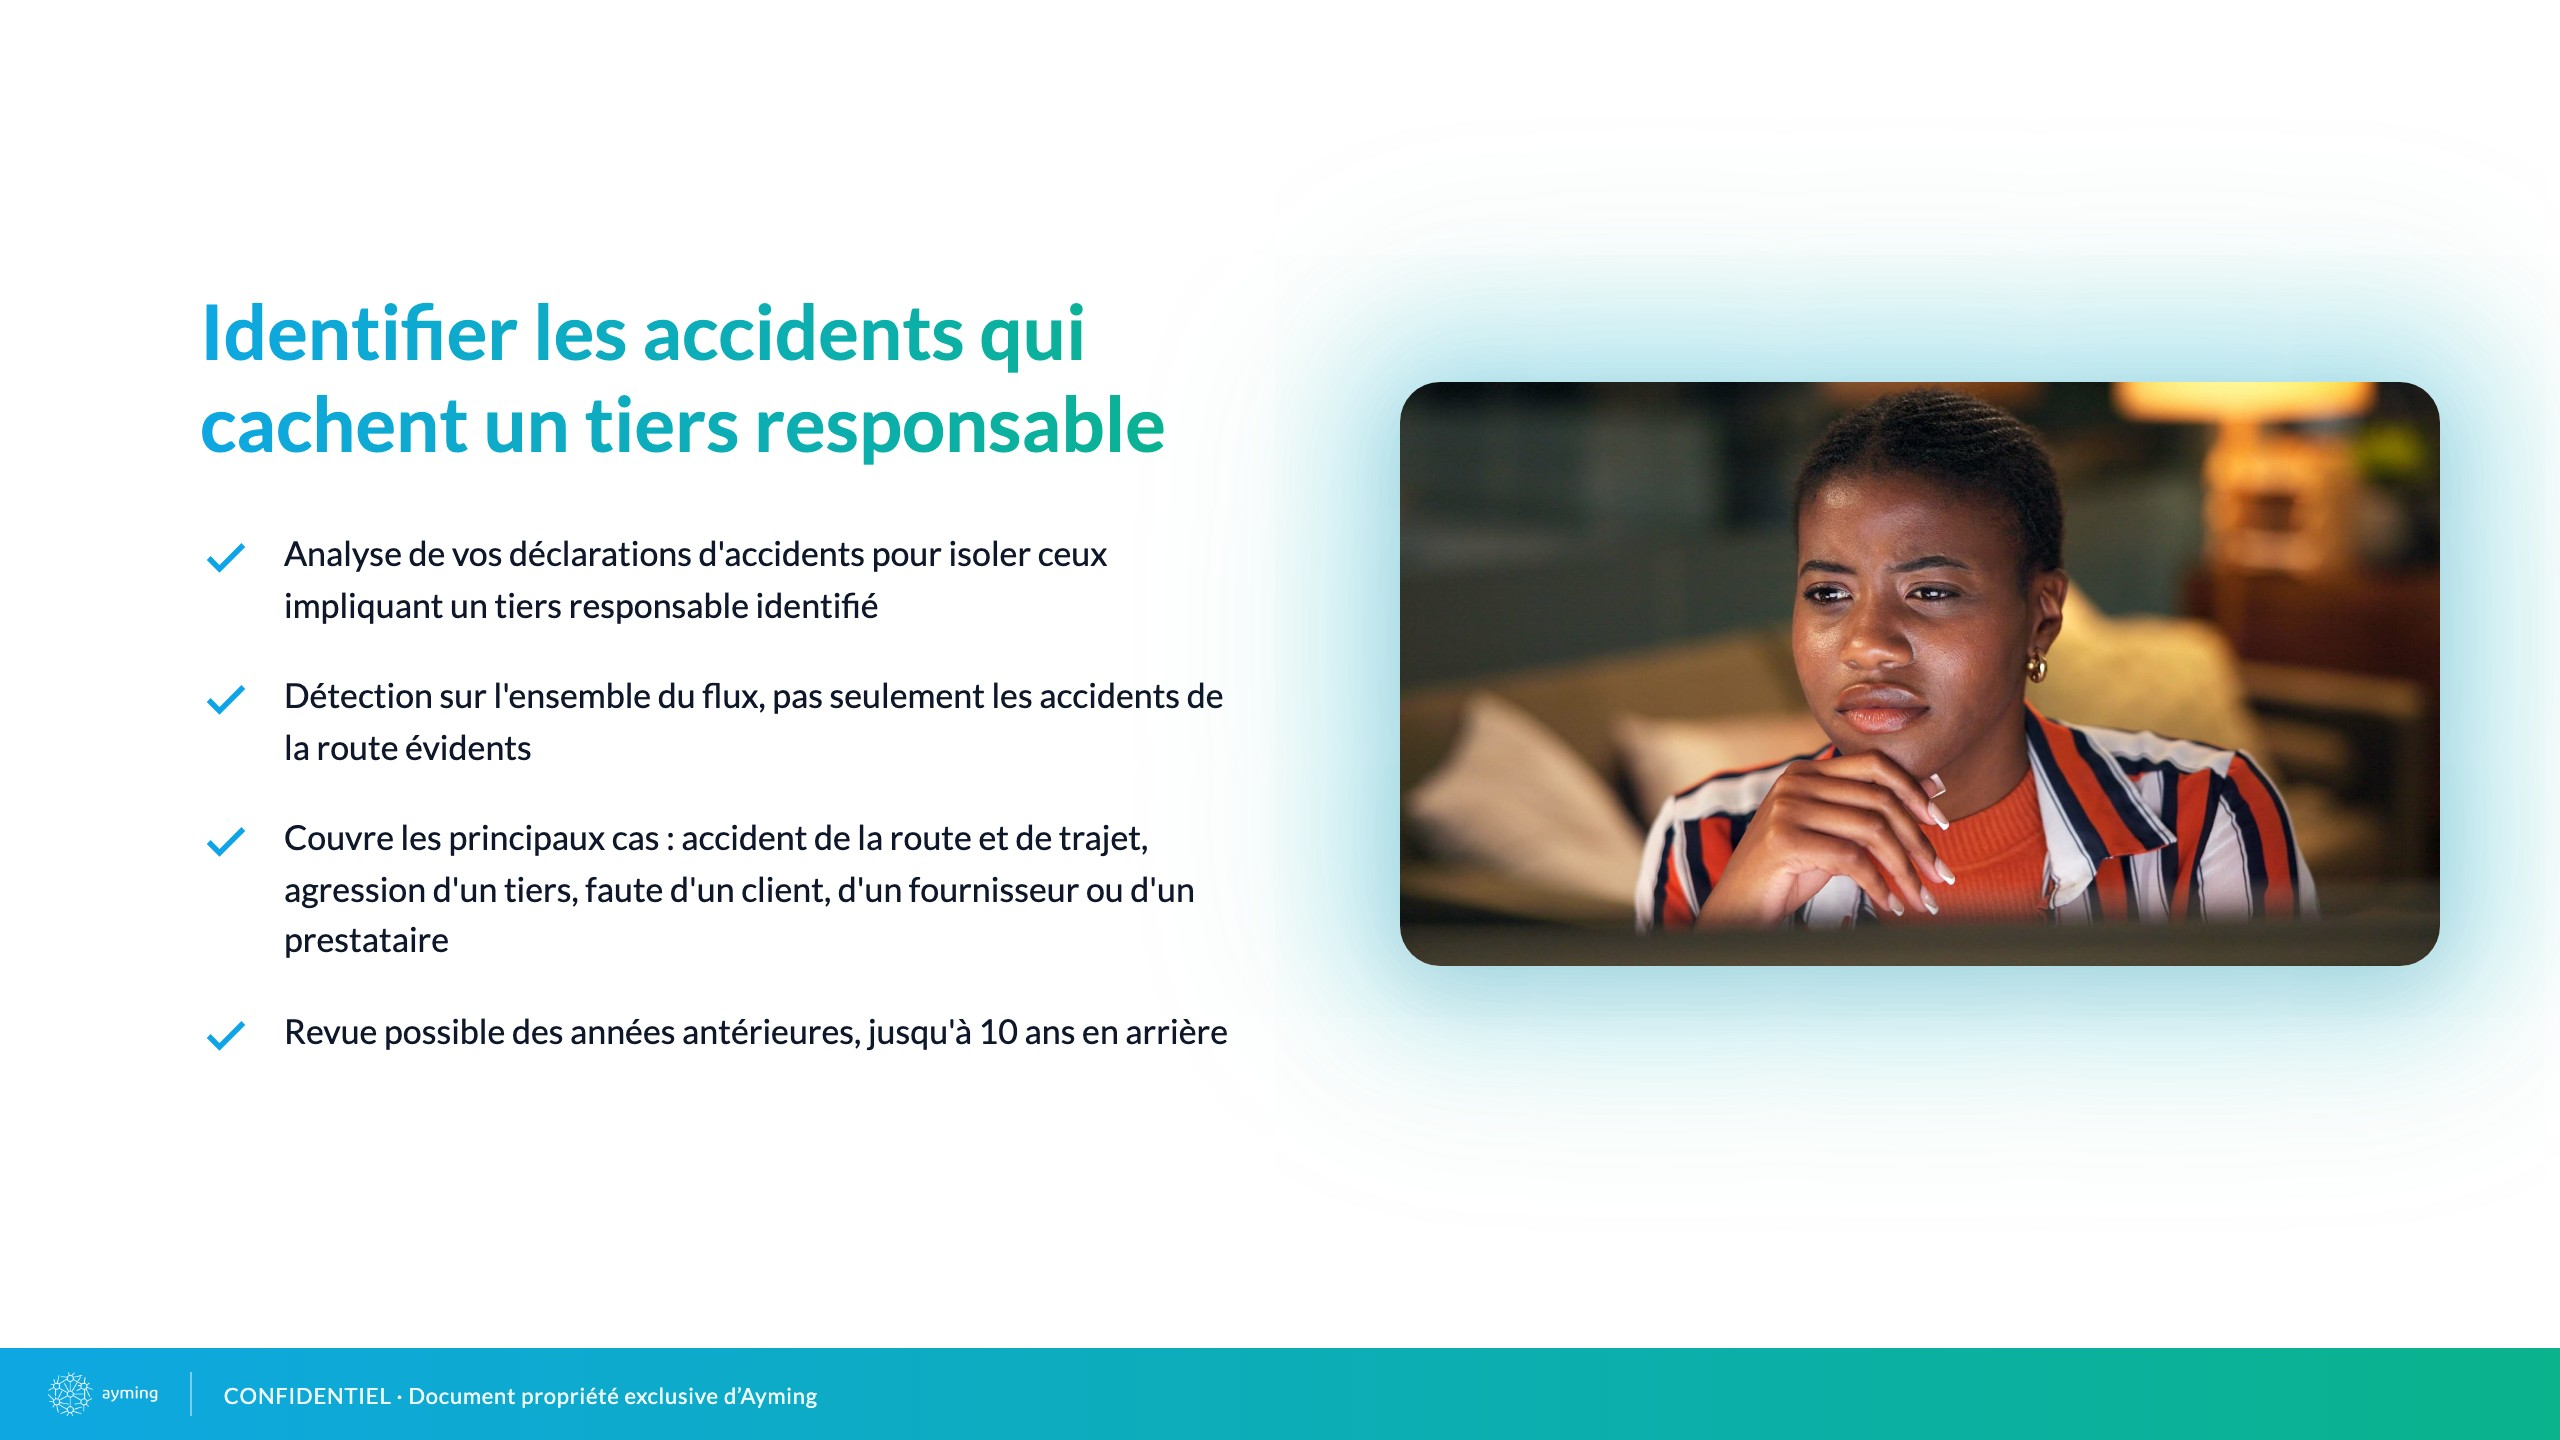 Identifier les accidents qui
cachent un tiers responsable
Analyse de vos déclarations d'accidents pour isoler ceux
impliquant un tiers responsable identifié
Détection sur l'ensemble du flux, pas seulement les accidents de
la route évidents
Couvre les principaux cas : accident de la route et de trajet,
agression d'un tiers, faute d'un client, d'un fournisseur ou d'un
prestataire
Revue possible des années antérieures, jusqu'à 10 ans en arrière
ayming
CONFIDENTIEL · Document propriété exclusive d’Ayming